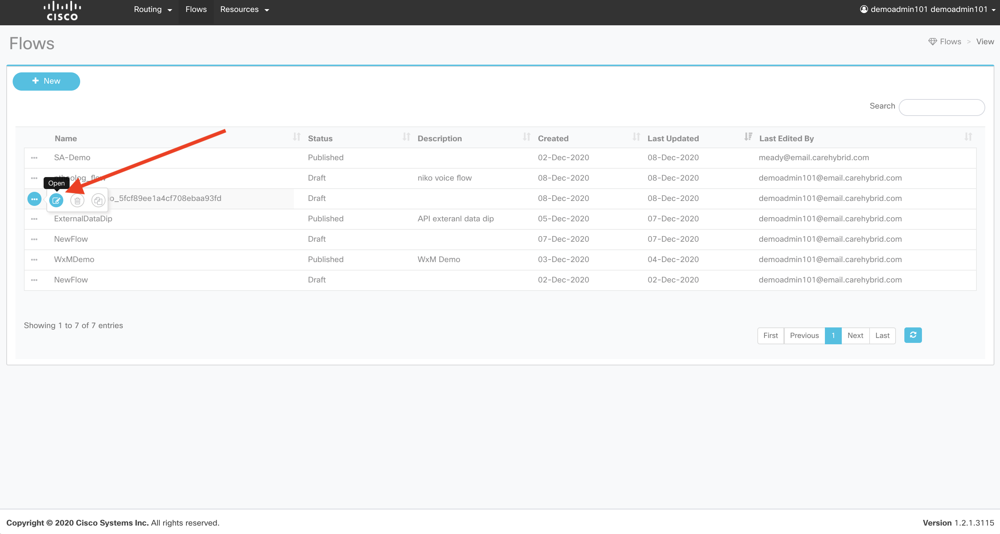 CISCO
Routing Flows Resources demoadmin101 demoadmin101
Flows
Flows > View
+ New
Search
Name Status Description Created Last Updated Last Edited By
SA-Demo Published 02-Dec-2020 08-Dec-2020 meady@email.carehybrid.com
Draft niko voice flow 08-Dec-2020 08-Dec-2020 demoadmin101@email.carehybrid.com
Open
o_5fcf89ee1a4cf708ebaa93fd Draft 08-Dec-2020 08-Dec-2020 demoadmin101@email.carehybrid.com
ExternalDataDip Published API exteranl data dip 05-Dec-2020 07-Dec-2020 demoadmin101@email.carehybrid.com
NewFlow Draft 07-Dec-2020 07-Dec-2020 demoadmin101@email.carehybrid.com
WxMDemo Published WxM Demo 03-Dec-2020 04-Dec-2020 demoadmin101@email.carehybrid.com
NewFlow Draft 02-Dec-2020 02-Dec-2020 demoadmin101@email.carehybrid.com
Showing 1 to 7 of 7 entries
First Previous 1 Next Last
Copyright © 2020 Cisco Systems Inc. All rights reserved. Version 1.2.1.3115